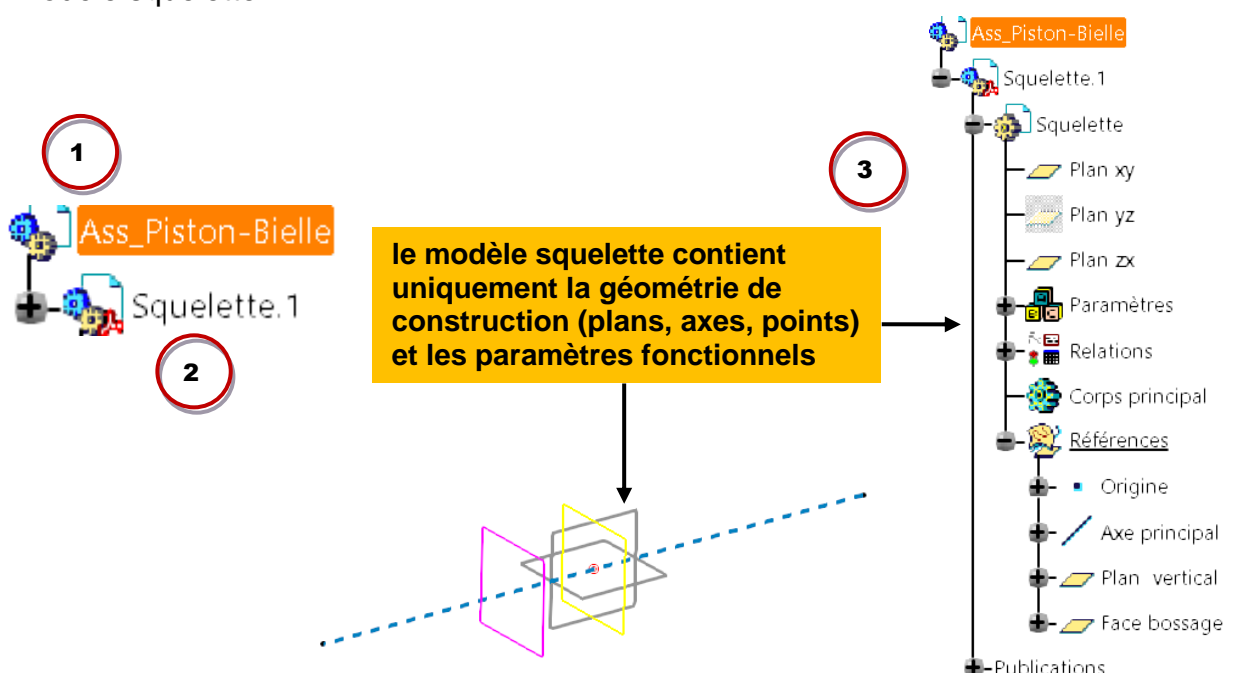 1
Ass_Piston-Bielle
Squelette.1
2
le modèle squelette contient
uniquement la géométrie de
construction (plans, axes, points)
et les paramètres fonctionnels
3
Ass_Piston-Bielle
Squelette.1
Squelette
Plan xy
Plan yz
Plan zx
Paramètres
Relations
Corps principal
Références
Origine
Axe principal
Plan vertical
Face bossage
Publications